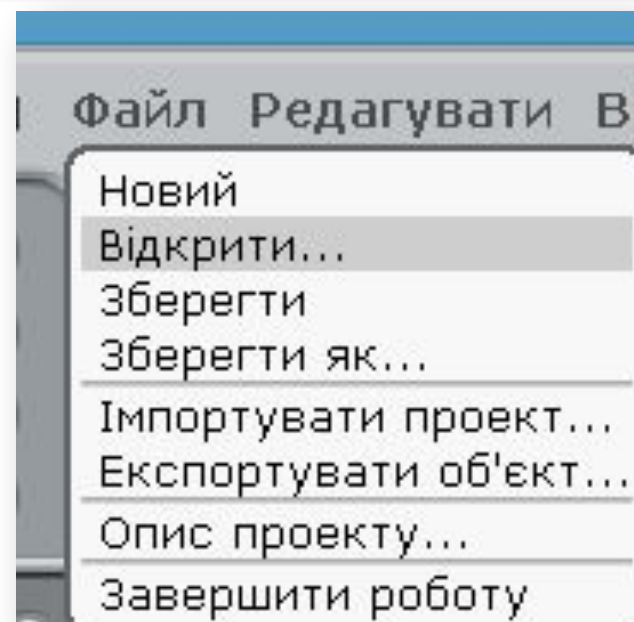 Файл Редагувати В
Новий
Відкрити...
Зберегти
Зберегти як...
Імпортувати проект...
Експортувати об'єкт...
Опис проекту...
Завершити роботу